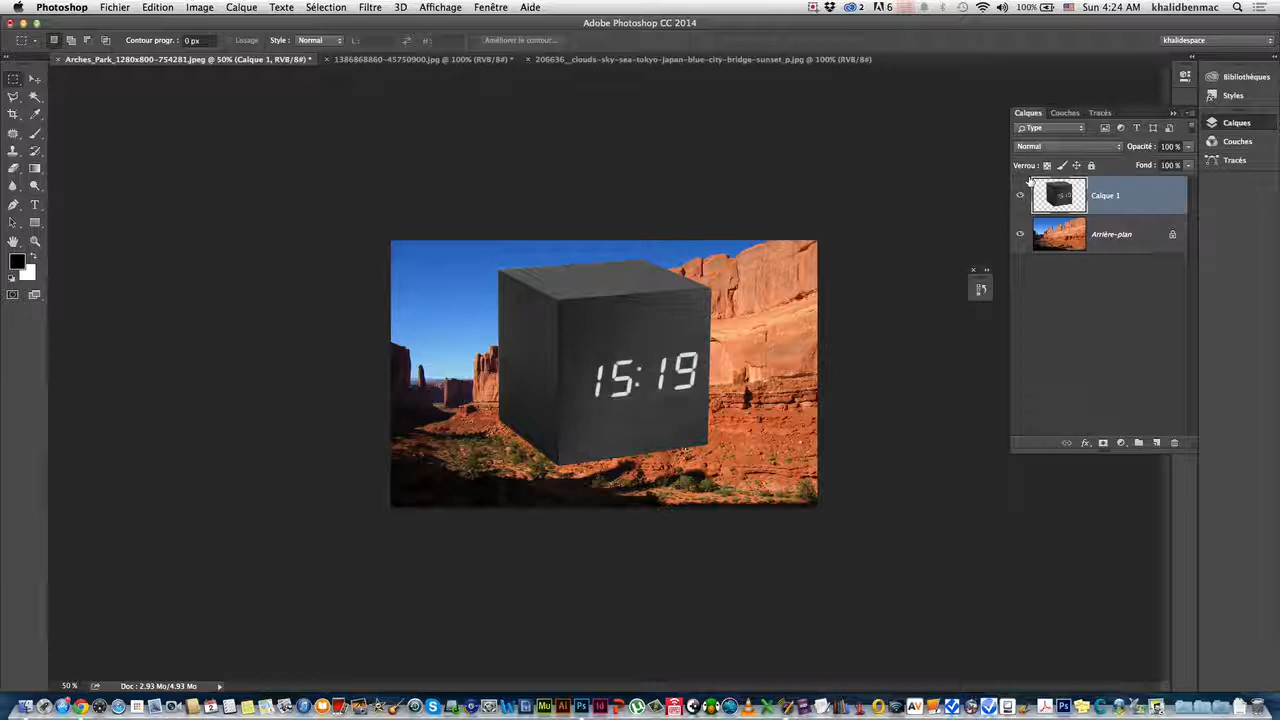 Photoshop Fichier Edition Image Calque Texte Sélection Filtre 3D Affichage Fenêtre Aide 2 6 100% Sun 4:24 AM khalidbenmac
Adobe Photoshop CC 2014
Contour progr. : 0 px Lissage Style : Normal L : H : Améliorer le contour... khalidespace
× Arches_Park_1280x800-754281.jpeg @ 50% (Calque 1, RVB/8#) * × 1386868860-45750900.jpg @ 100% (RVB/8#) * × 206636__clouds-sky-sea-tokyo-japan-blue-city-bridge-sunset_p.jpg @ 100% (RVB/8#)
Bibliothèques
Styles
Calques
Couches
Tracés
Calques Couches Tracés
Type
Normal Opacité : 100 %
Verrou : Fond : 100 %
Calque 1
Arrière-plan
15:19
50 % Doc : 2.93 Mo/4.93 Mo